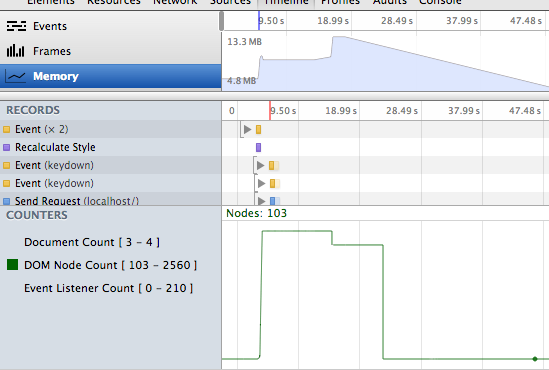 Elements Resources Network Sources Timeline Profiles Audits Console
Events
Frames
Memory
9.50 s 18.99 s 28.49 s 37.99 s 47.48 s
13.3 MB
4.8 MB
RECORDS
0 9.50 s 18.99 s 28.49 s 37.99 s 47.48 s
Event (× 2)
Recalculate Style
Event (keydown)
Event (keydown)
Send Request (localhost/)
COUNTERS
Nodes: 103
Document Count [ 3 - 4 ]
DOM Node Count [ 103 - 2560 ]
Event Listener Count [ 0 - 210 ]